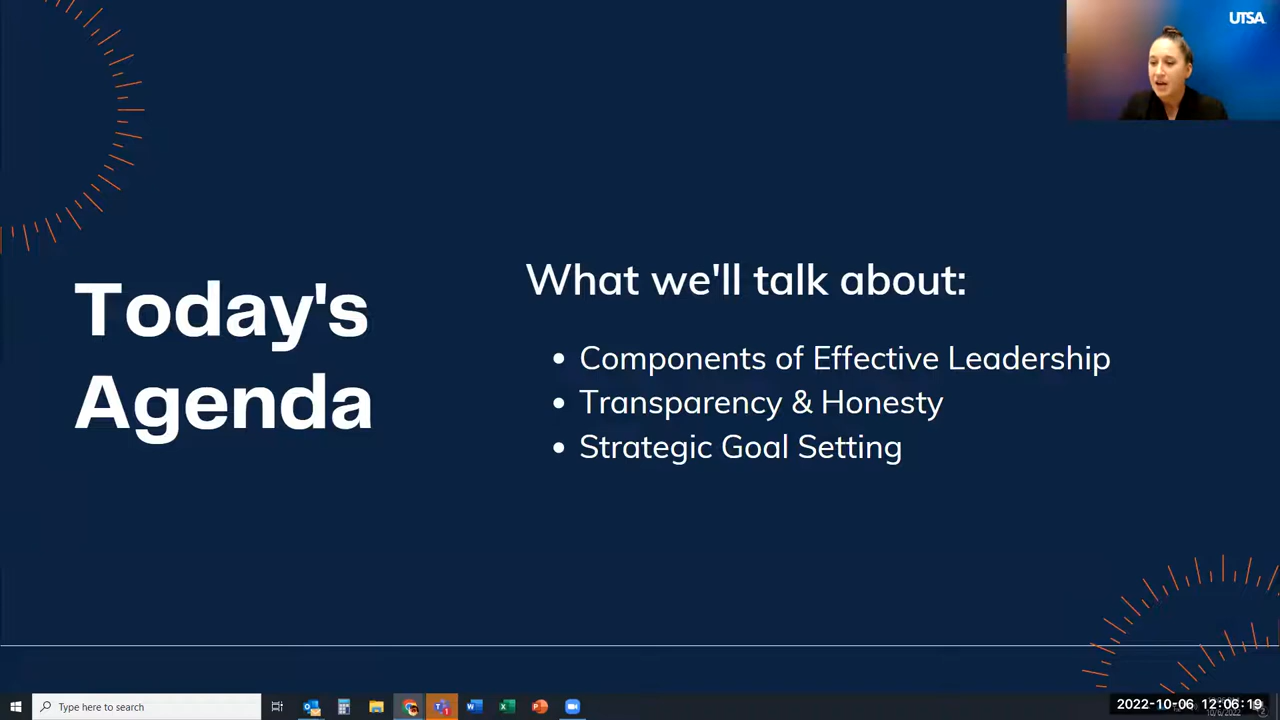 UTSA
Today's
Agenda
What we'll talk about:
• Components of Effective Leadership
• Transparency & Honesty
• Strategic Goal Setting
Type here to search
2022-10-06 12:06:19